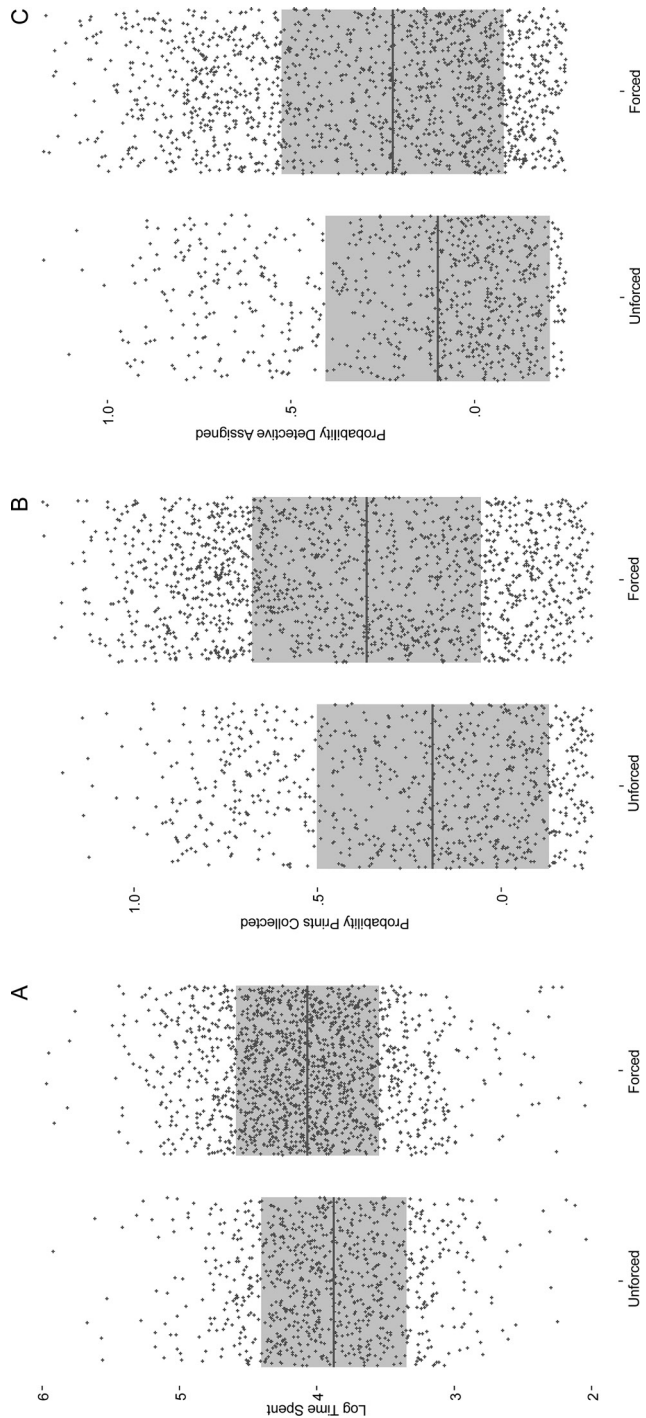 A
Log Time Spent
6
5
4
3
2
Unforced
Forced
B
Probability Prints Collected
1.0
.5
.0
Unforced
Forced
C
Probability Detective Assigned
1.0
.5
.0
Unforced
Forced